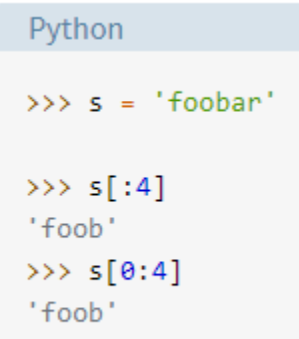 Python
>>> s = 'foobar'
>>> s[:4]
'foob'
>>> s[0:4]
'foob'